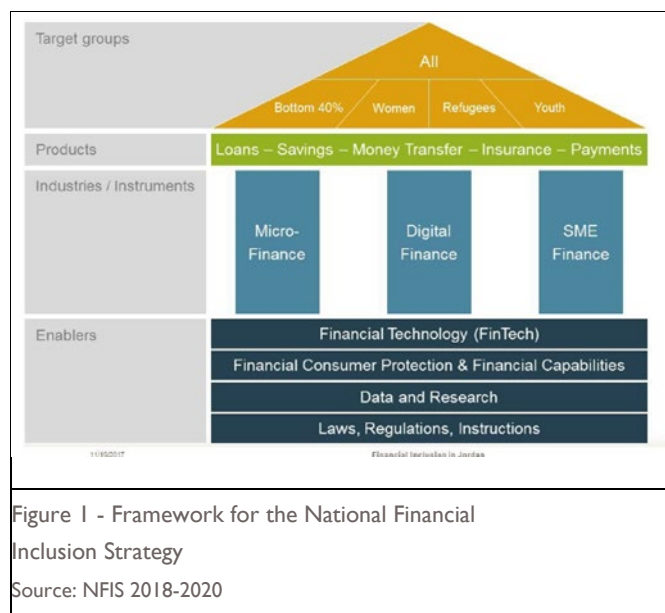 Target groups
All
Bottom 40%
Women
Refugees
Youth
Products
Loans – Savings – Money Transfer – Insurance – Payments
Industries / Instruments
Micro-
Finance
Digital
Finance
SME
Finance
Enablers
Financial Technology (FinTech)
Financial Consumer Protection & Financial Capabilities
Data and Research
Laws, Regulations, Instructions
Financial Inclusion in Jordan
Figure 1 - Framework for the National Financial
Inclusion Strategy
Source: NFIS 2018-2020